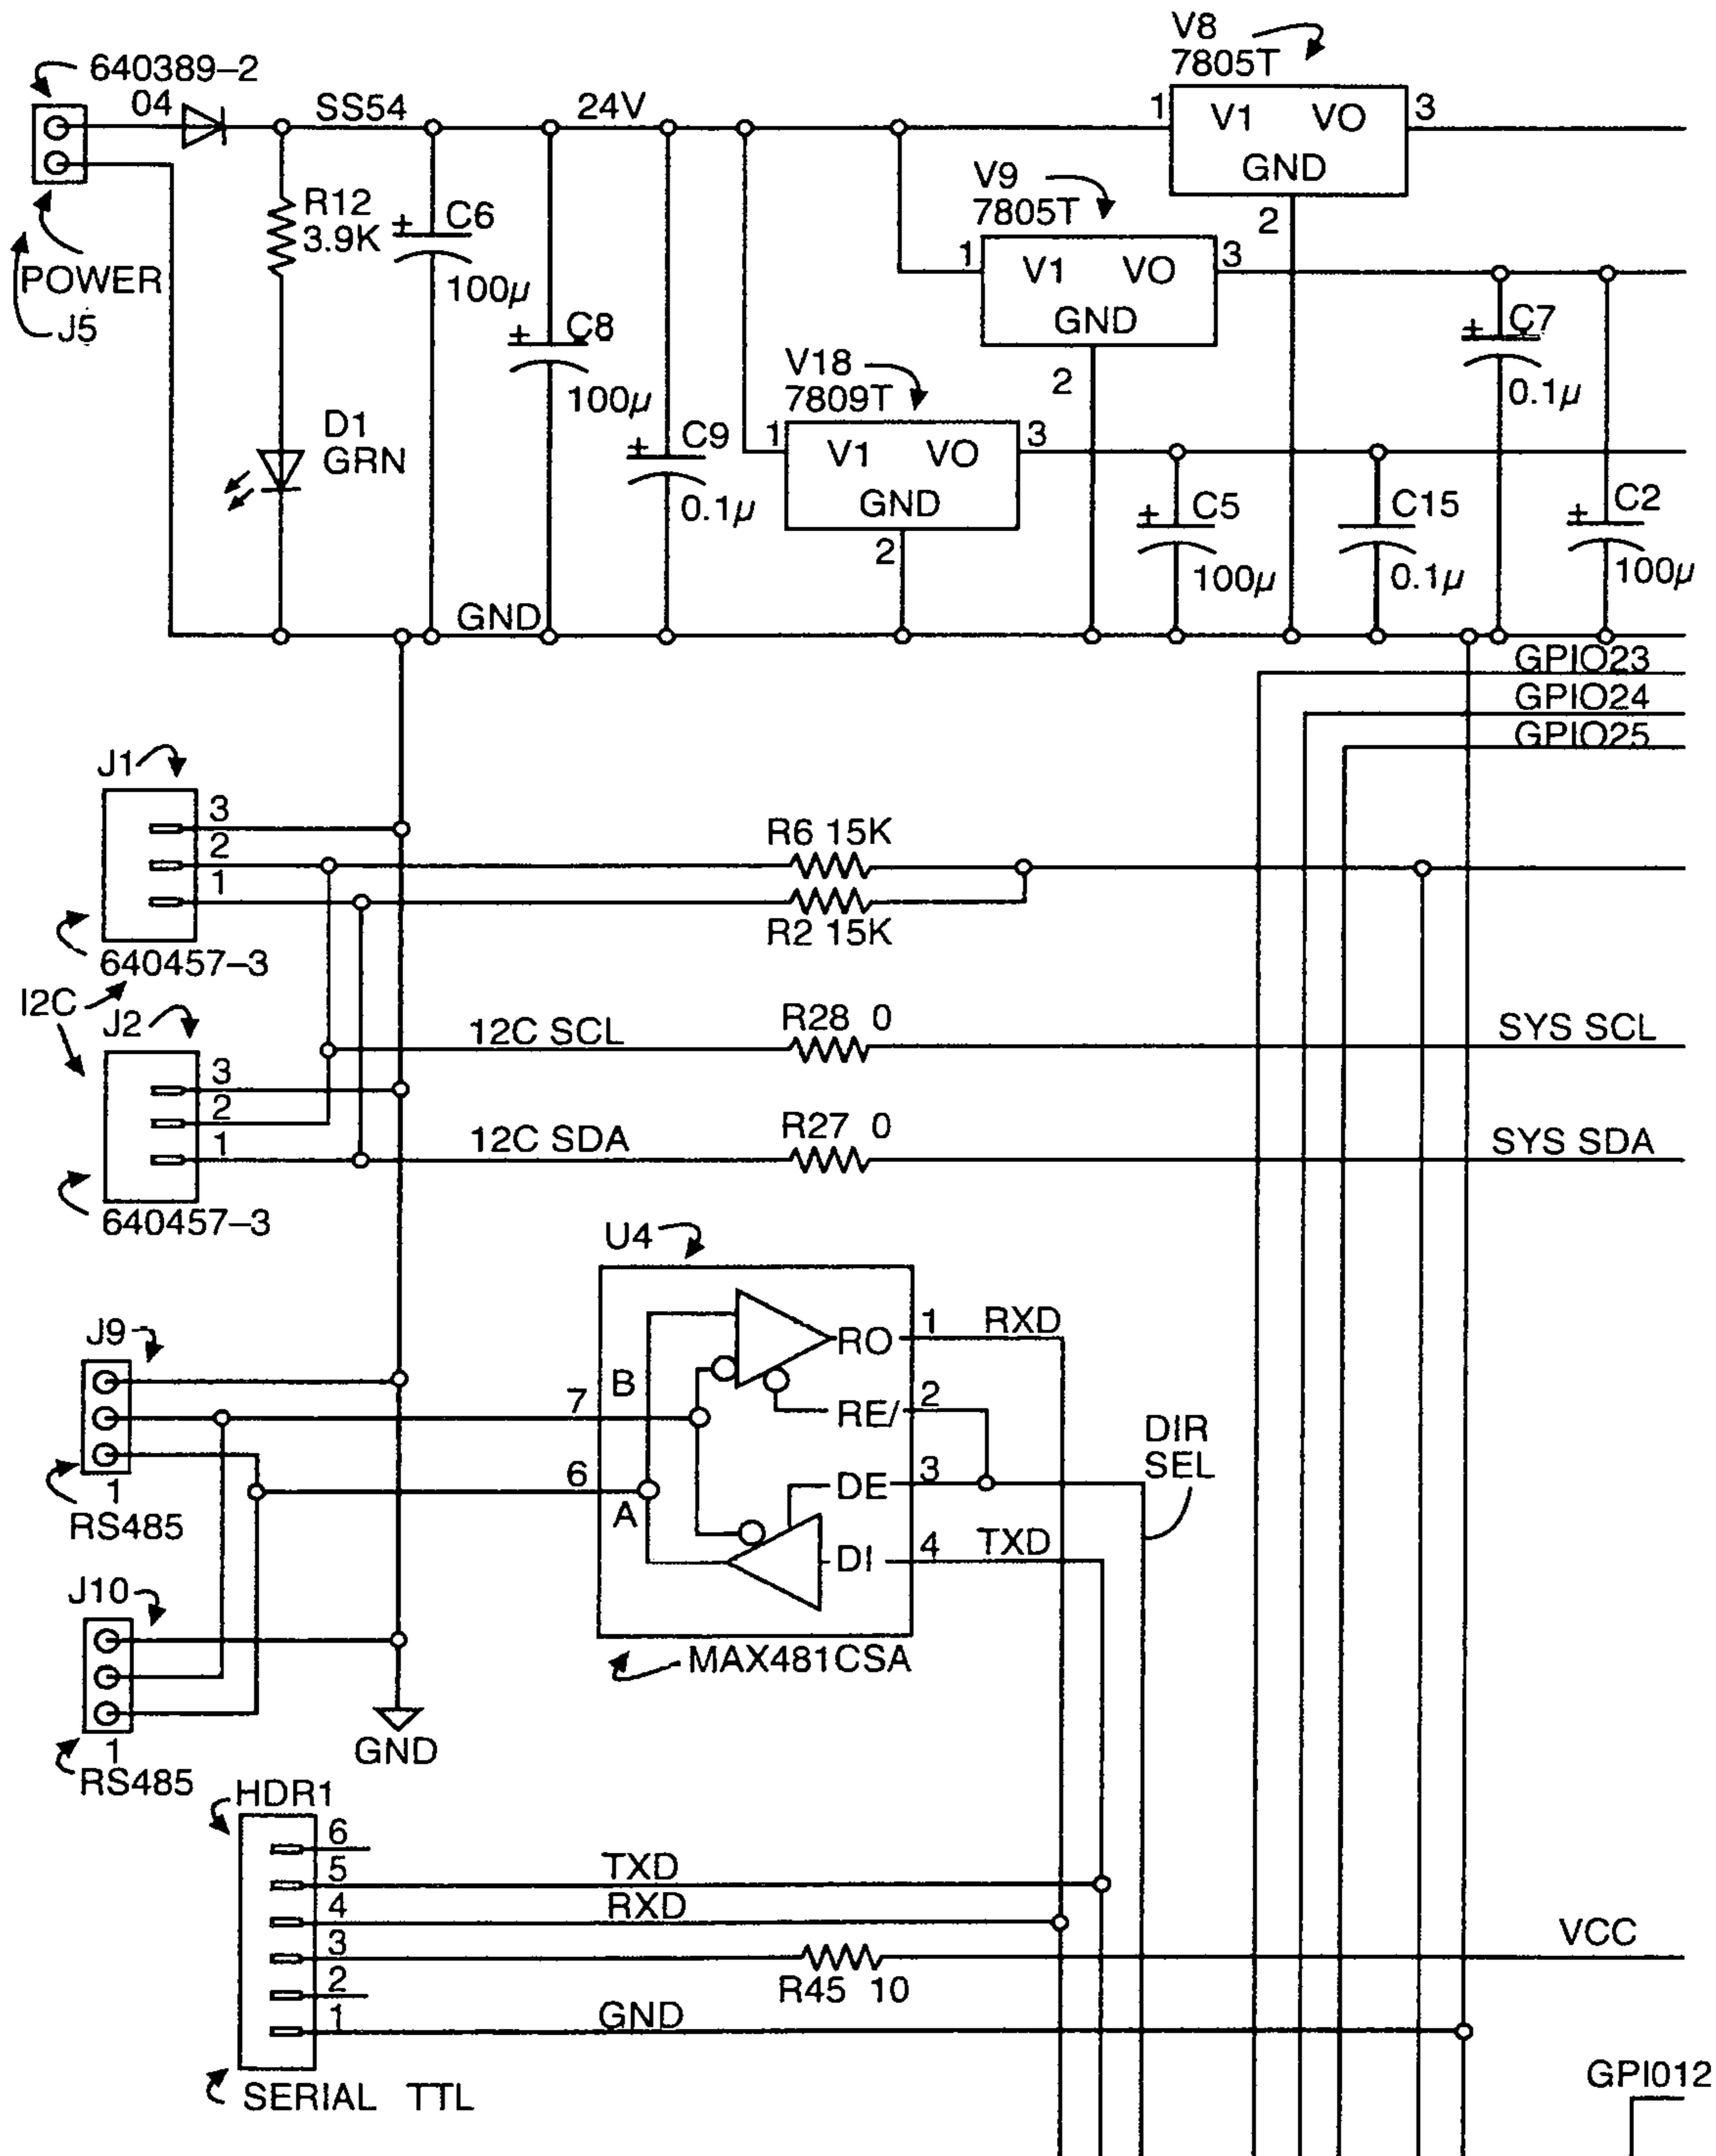 V8
7805T
640389-2
04
SS54
24V
1 V1 VO 3
GND
2
V9
7805T
1 V1 VO 3
GND
2
R12
3.9K
C6
+
100µ
POWER
J5
C8
+
100µ
V18
7809T
1 V1 VO 3
GND
2
C7
+
0.1µ
D1
GRN
C9
+
0.1µ
C5
+
100µ
C15
0.1µ
C2
+
100µ
GND
GPIO23
GPIO24
GPIO25
J1
3
2
1
R6 15K
R2 15K
640457-3
I2C
J2
3
2
1
12C SCL
R28 0
SYS SCL
12C SDA
R27 0
SYS SDA
640457-3
U4
J9
1
RS485
7 B
6 A
RO 1 RXD
RE/ 2
DE 3
DI 4 TXD
DIR
SEL
MAX481CSA
J10
1
RS485
GND
HDR1
6
5 TXD
4 RXD
3
VCC
R45 10
2
1 GND
SERIAL TTL
GPI012